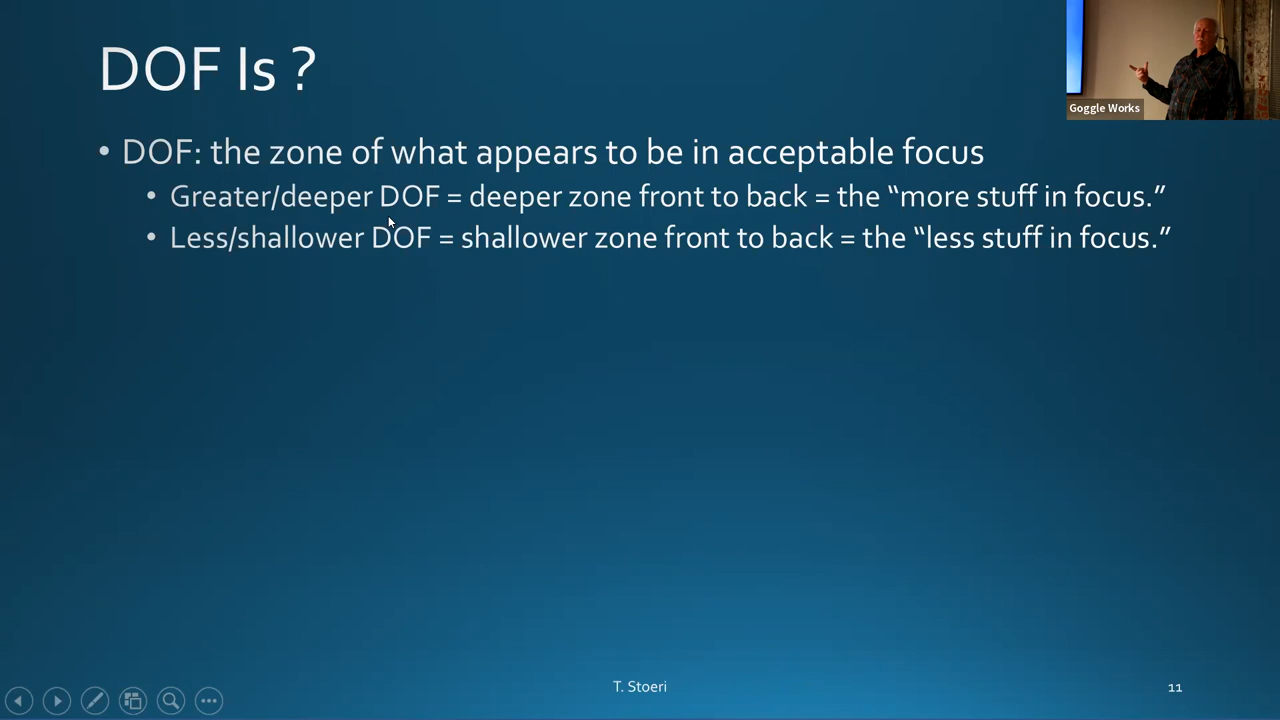 DOF Is ?
Goggle Works
• DOF: the zone of what appears to be in acceptable focus
• Greater/deeper DOF = deeper zone front to back = the “more stuff in focus.”
• Less/shallower DOF = shallower zone front to back = the “less stuff in focus.”
T. Stoeri
11